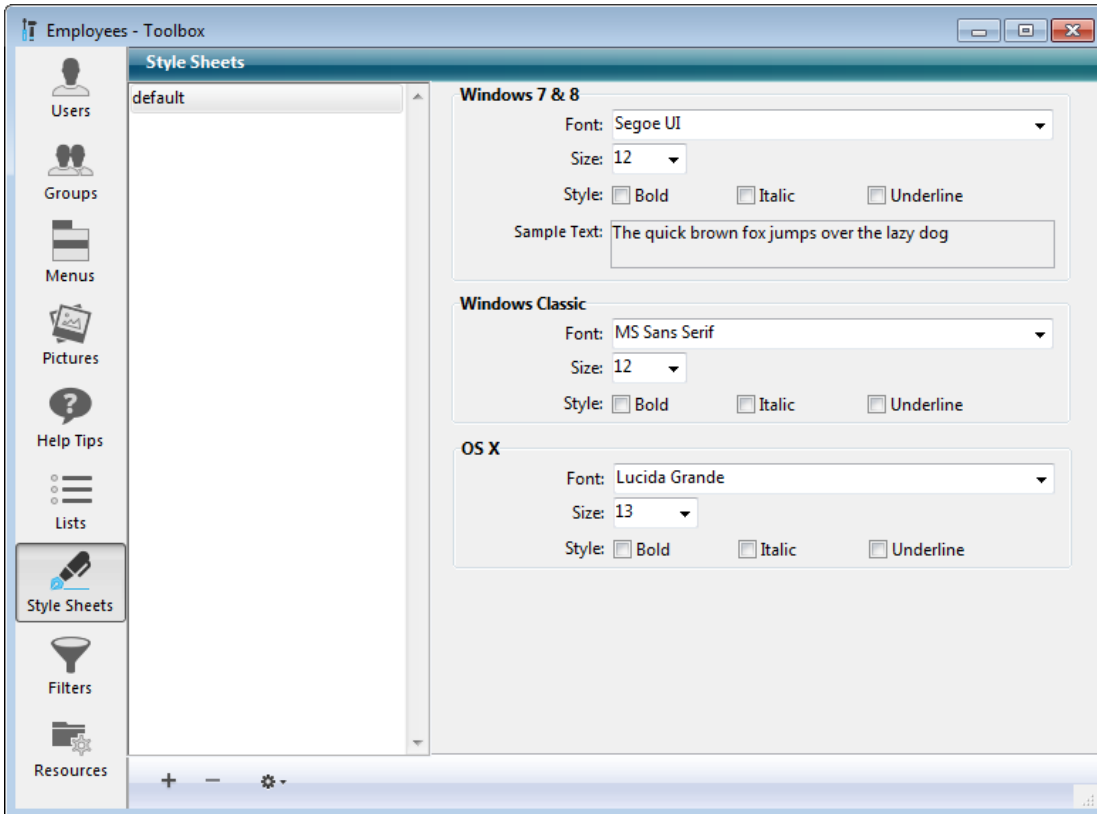 Employees - Toolbox
Style Sheets
Users
Groups
Menus
Pictures
Help Tips
Lists
Style Sheets
Filters
Resources
default
Windows 7 & 8
Font: Segoe UI
Size: 12
Style: Bold Italic Underline
Sample Text: The quick brown fox jumps over the lazy dog
Windows Classic
Font: MS Sans Serif
Size: 12
Style: Bold Italic Underline
OS X
Font: Lucida Grande
Size: 13
Style: Bold Italic Underline